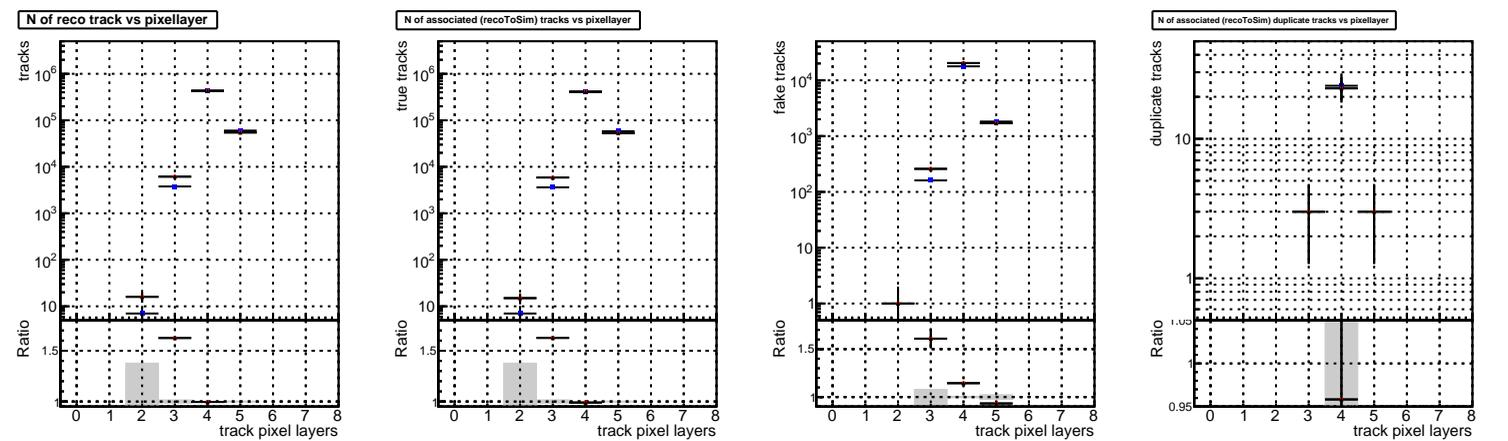 N of reco track vs pixellayer
tracks
10^6
10^5
10^4
10^3
10^2
10
Ratio
1.5
1
0 1 2 3 4 5 6 7 8
track pixel layers
N of associated (recoToSim) tracks vs pixellayer
true tracks
10^6
10^5
10^4
10^3
10^2
10
Ratio
1.5
1
0 1 2 3 4 5 6 7 8
track pixel layers
fake tracks
10^4
10^3
10^2
10
1
Ratio
1.5
1
0 1 2 3 4 5 6 7 8
track pixel layers
N of associated (recoToSim) duplicate tracks vs pixellayer
duplicate tracks
10
1
Ratio
1.05
1
0.95
0 1 2 3 4 5 6 7 8
track pixel layers